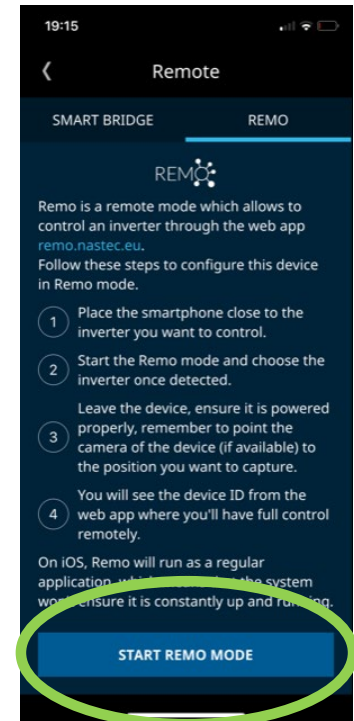 19:15
Remote
SMART BRIDGE
REMO
REMO
Remo is a remote mode which allows to
control an inverter through the web app
remo.nastec.eu.
Follow these steps to configure this device
in Remo mode.
1 Place the smartphone close to the
inverter you want to control.
2 Start the Remo mode and choose the
inverter once detected.
3 Leave the device, ensure it is powered
properly, remember to point the
camera of the device (if available) to
the position you want to capture.
4 You will see the device ID from the
web app where you'll have full control
remotely.
On iOS, Remo will run as a regular
application, which the system
ensure it is constantly up and running.
START REMO MODE